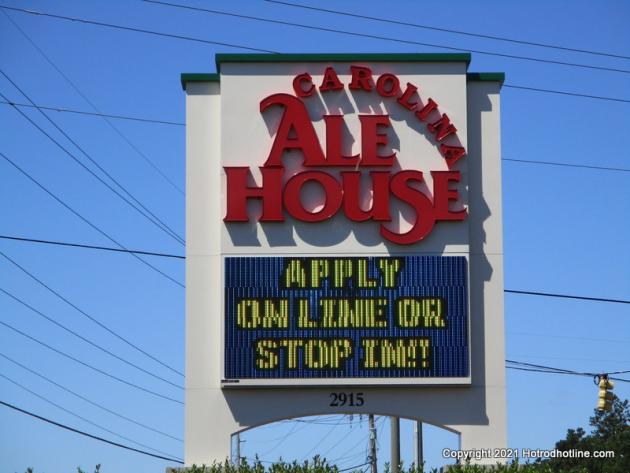 CAROLINA
ALE
HOUSE
APPLY
ON LINE OR
STOP IN!!
2915
Copyright 2021 Hotrodhotline.com